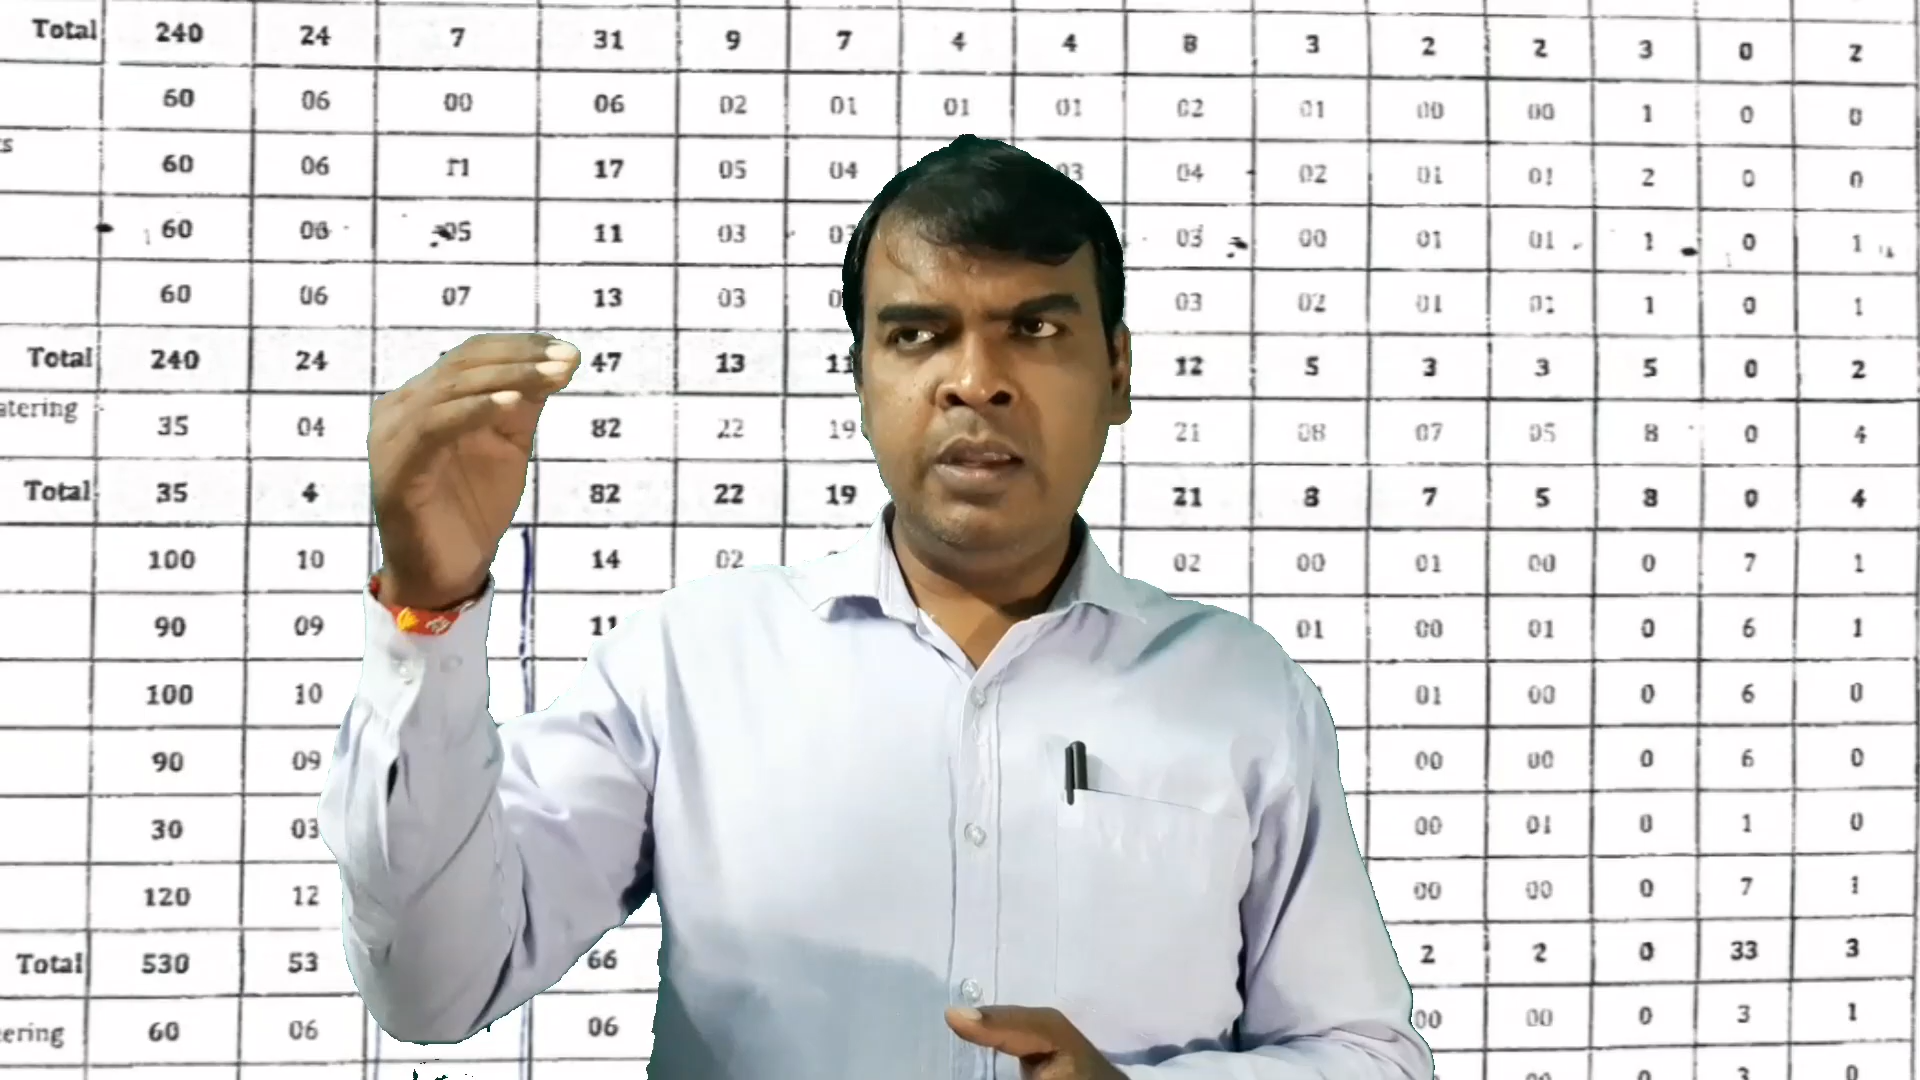 Total 240 24 7 31 9 7 4 4 8 3 2 2 3 0 2
60 06 00 06 02 01 01 01 02 01 00 00 1 0 0
60 06 11 17 05 04 03 04 02 01 01 2 0 0
60 06 05 11 03 03 00 01 01 1 0 1
60 06 07 13 03 03 02 01 01 1 0 1
Total 240 24 47 13 11 12 5 3 3 5 0 2
35 04 82 22 19 21 08 07 05 8 0 4
Total 35 4 82 22 19 21 8 7 5 8 0 4
100 10 14 02 02 00 01 00 0 7 1
90 09 11 01 00 01 0 6 1
100 10 01 00 0 6 0
90 09 00 00 0 6 0
30 03 00 01 0 1 0
120 12 00 00 0 7 1
Total 530 53 66 2 2 0 33 3
60 06 06 00 00 0 3 1
00 3 0